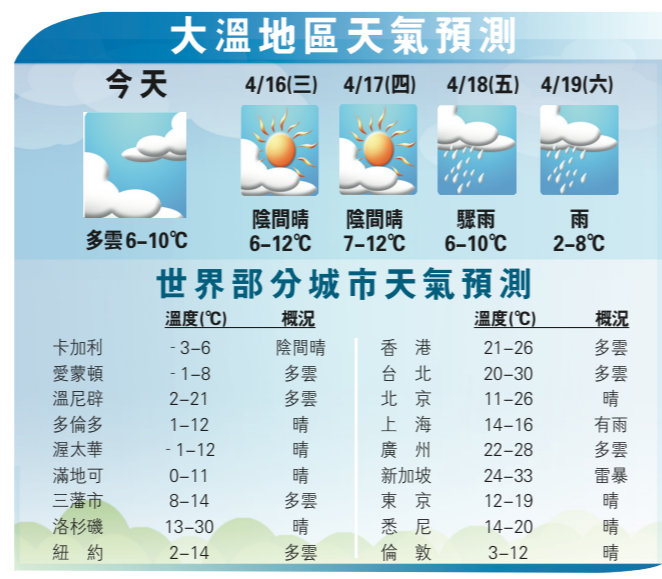 大溫地區天氣預測
今天 4/16(三) 4/17(四) 4/18(五) 4/19(六)
陰間晴 陰間晴 驟雨 雨
多雲6–10℃ 6–12℃ 7–12℃ 6–10℃ 2–8℃
世界部分城市天氣預測
溫度(℃) 概況 溫度(℃) 概況
卡加利 -3–6 陰間晴 香 港 21–26 多雲
愛蒙頓 -1–8 多雲 台 北 20–30 多雲
溫尼辟 2–21 多雲 北 京 11–26 晴
多倫多 1–12 晴 上 海 14–16 有雨
渥太華 -1–12 晴 廣 州 22–28 多雲
滿地可 0–11 晴 新加坡 24–33 雷暴
三藩市 8–14 多雲 東 京 12–19 晴
洛杉磯 13–30 晴 悉 尼 14–20 晴
紐 約 2–14 多雲 倫 敦 3–12 晴